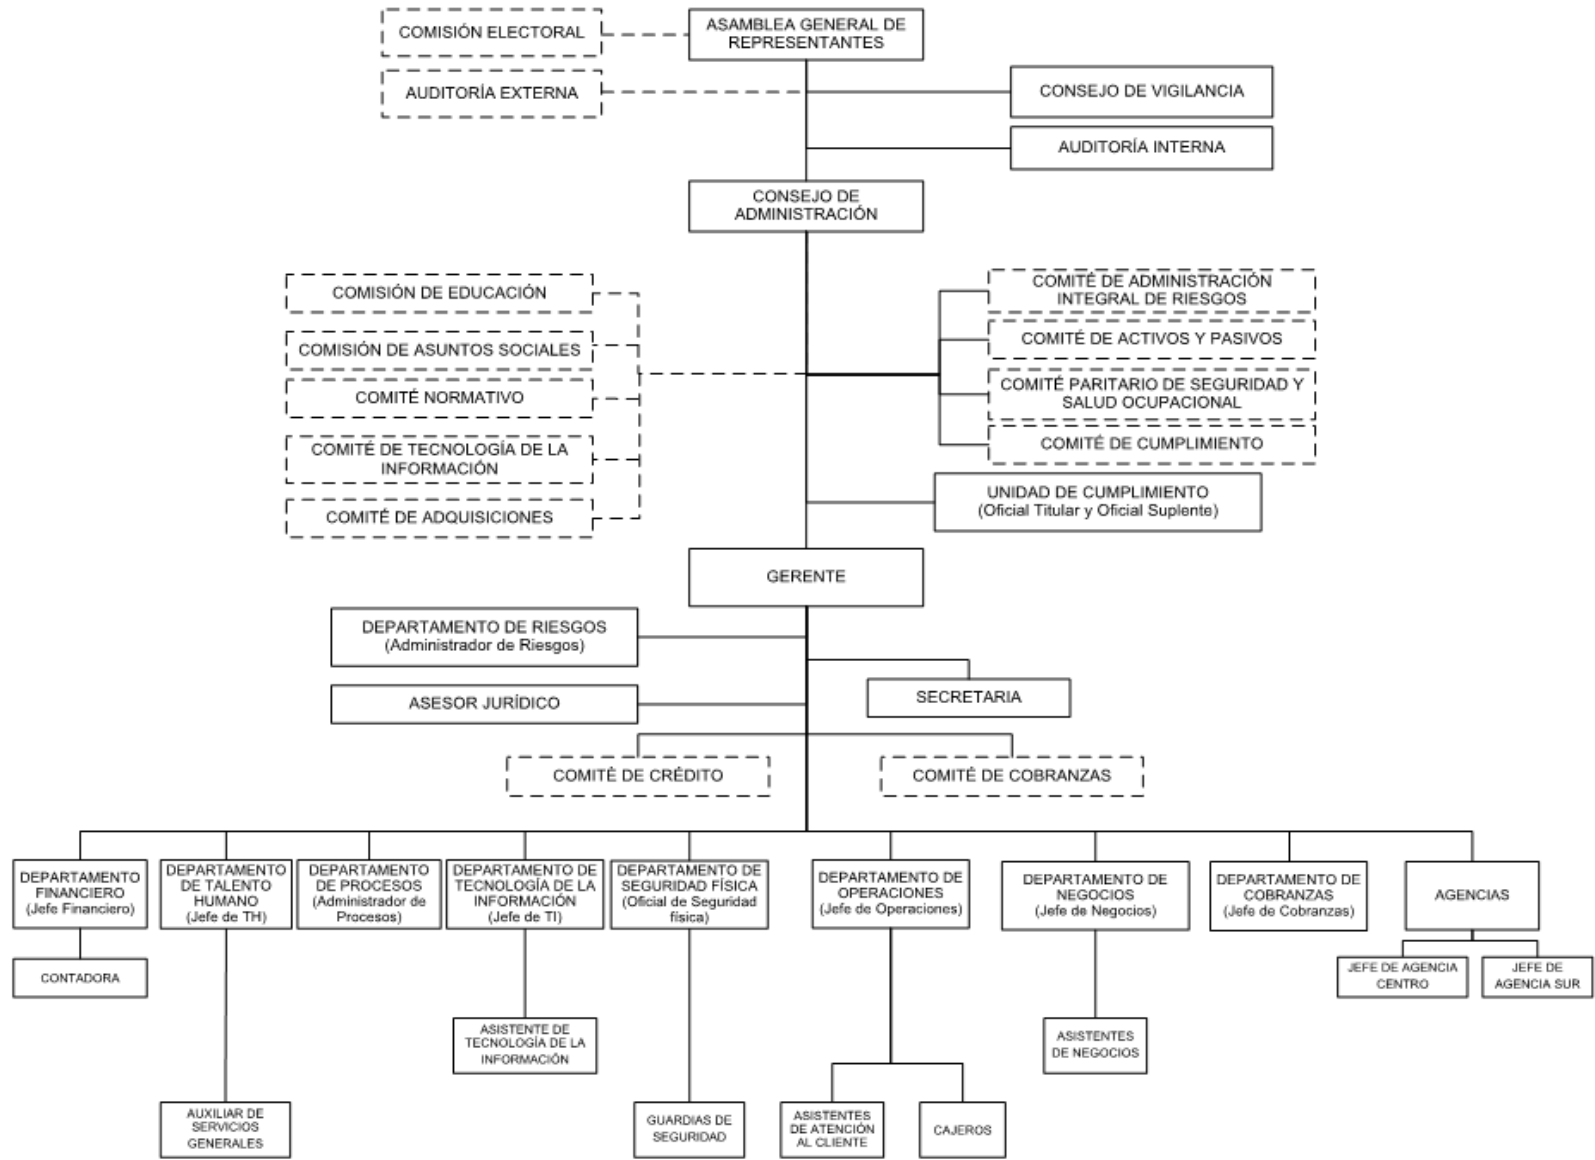 COMISIÓN ELECTORAL
ASAMBLEA GENERAL DE
REPRESENTANTES
AUDITORÍA EXTERNA
CONSEJO DE VIGILANCIA
AUDITORÍA INTERNA
CONSEJO DE
ADMINISTRACIÓN
COMISIÓN DE EDUCACIÓN
COMISIÓN DE ASUNTOS SOCIALES
COMITÉ NORMATIVO
COMITÉ DE TECNOLOGÍA DE LA
INFORMACIÓN
COMITÉ DE ADQUISICIONES
COMITÉ DE ADMINISTRACIÓN
INTEGRAL DE RIESGOS
COMITÉ DE ACTIVOS Y PASIVOS
COMITÉ PARITARIO DE SEGURIDAD Y
SALUD OCUPACIONAL
COMITÉ DE CUMPLIMIENTO
UNIDAD DE CUMPLIMIENTO
(Oficial Titular y Oficial Suplente)
GERENTE
DEPARTAMENTO DE RIESGOS
(Administrador de Riesgos)
SECRETARIA
ASESOR JURÍDICO
COMITÉ DE CRÉDITO
COMITÉ DE COBRANZAS
DEPARTAMENTO
FINANCIERO
(Jefe Financiero)
DEPARTAMENTO
DE TALENTO
HUMANO
(Jefe de TH)
DEPARTAMENTO
DE PROCESOS
(Administrador de
Procesos)
DEPARTAMENTO DE
TECNOLOGÍA DE LA
INFORMACIÓN
(Jefe de TI)
DEPARTAMENTO DE
SEGURIDAD FÍSICA
(Oficial de Seguridad
física)
DEPARTAMENTO DE
OPERACIONES
(Jefe de Operaciones)
DEPARTAMENTO DE
NEGOCIOS
(Jefe de Negocios)
DEPARTAMENTO DE
COBRANZAS
(Jefe de Cobranzas)
AGENCIAS
CONTADORA
JEFE DE AGENCIA
CENTRO
JEFE DE
AGENCIA SUR
ASISTENTE DE
TECNOLOGÍA DE LA
INFORMACIÓN
ASISTENTES
DE NEGOCIOS
AUXILIAR DE
SERVICIOS
GENERALES
GUARDIAS DE
SEGURIDAD
ASISTENTES
DE ATENCIÓN
AL CLIENTE
CAJEROS